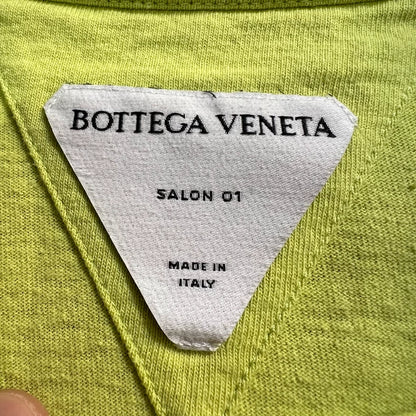 BOTTEGA VENETA
SALON 01
MADE IN
ITALY